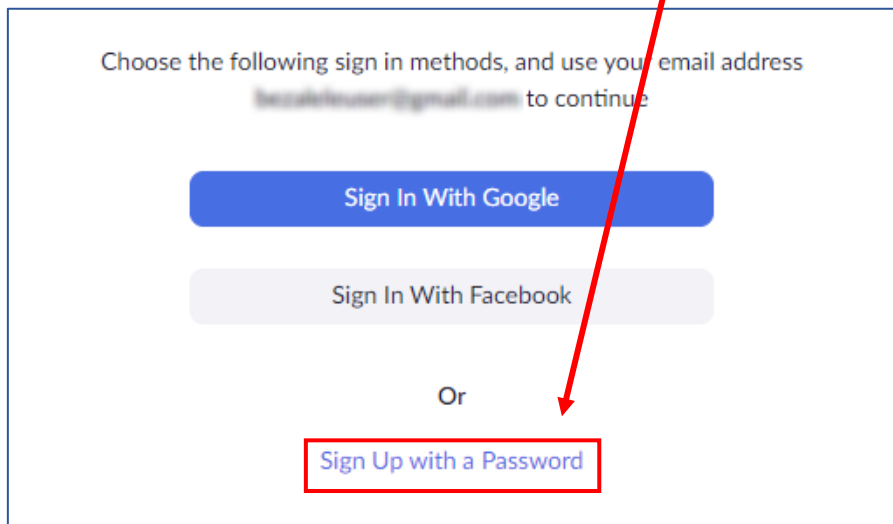 Choose the following sign in methods, and use your email address
to continue
Sign In With Google
Sign In With Facebook
Or
Sign Up with a Password